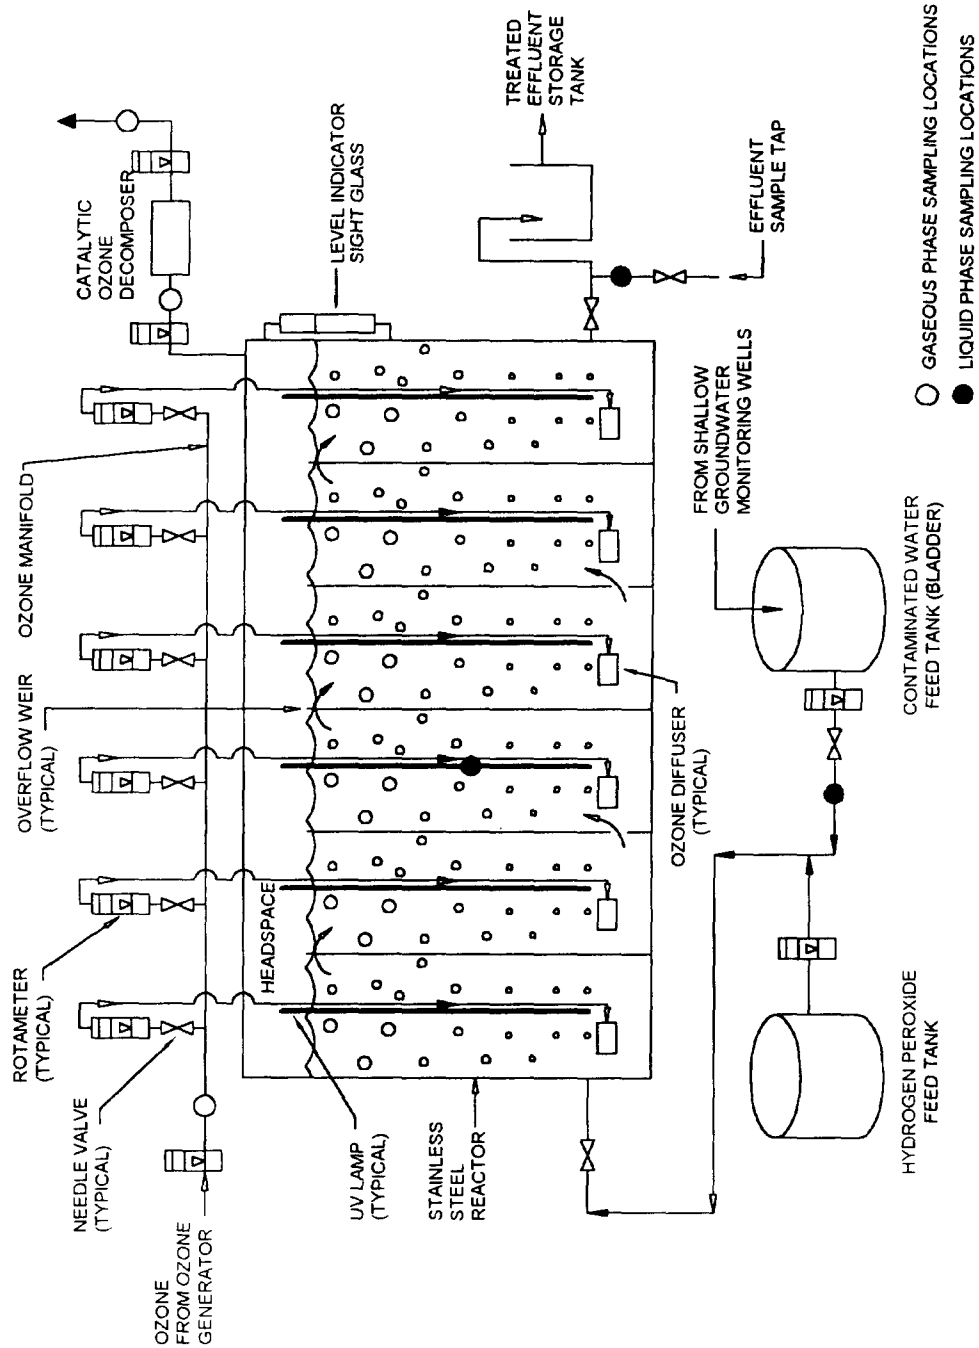 OZONE
FROM OZONE
GENERATOR
NEEDLE VALVE
(TYPICAL)
ROTAMETER
(TYPICAL)
OVERFLOW WEIR
(TYPICAL)
OZONE MANIFOLD
CATALYTIC
OZONE
DECOMPOSER
HEADSPACE
LEVEL INDICATOR
SIGHT GLASS
UV LAMP
(TYPICAL)
STAINLESS
STEEL
REACTOR
OZONE DIFFUSER
(TYPICAL)
TREATED
EFFLUENT
STORAGE
TANK
EFFLUENT
SAMPLE TAP
FROM SHALLOW
GROUNDWATER
MONITORING WELLS
HYDROGEN PEROXIDE
FEED TANK
CONTAMINATED WATER
FEED TANK (BLADDER)
GASEOUS PHASE SAMPLING LOCATIONS
LIQUID PHASE SAMPLING LOCATIONS